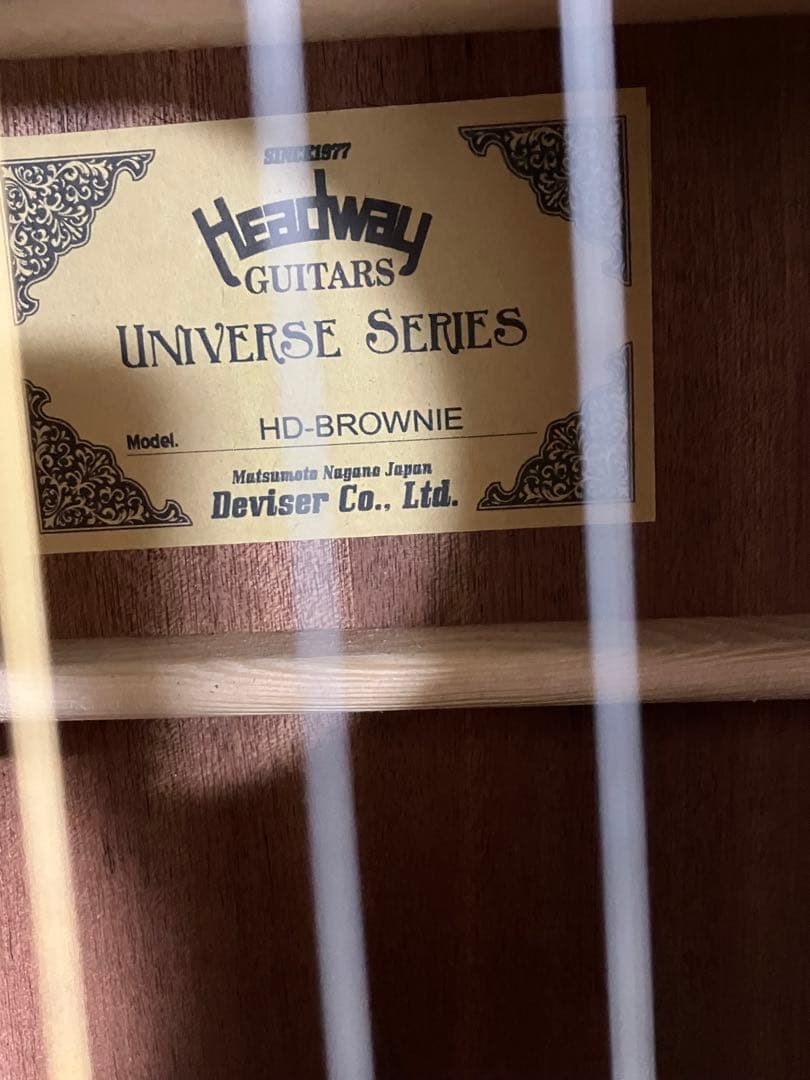 SINCE1977
Headway
GUITARS
UNIVERSE SERIES
Model. HD-BROWNIE
Matsumoto Nagano Japan
Deviser Co., Ltd.